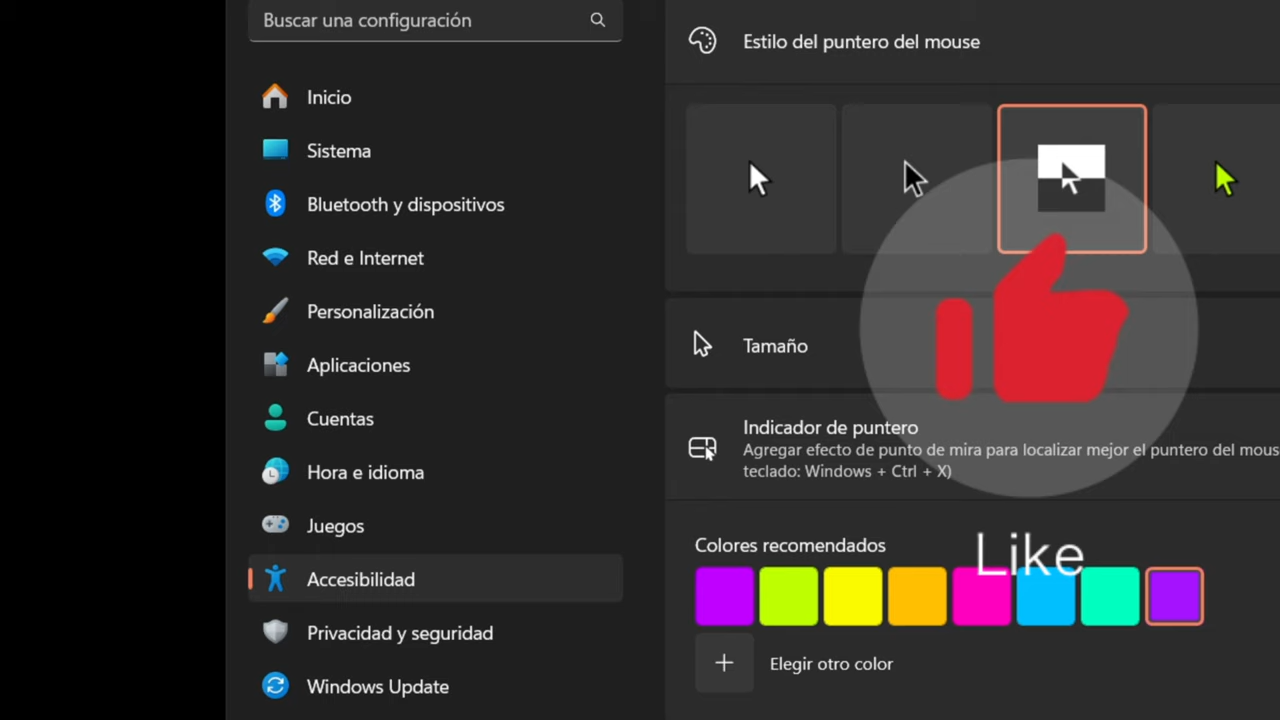 Buscar una configuración
Inicio
Sistema
Bluetooth y dispositivos
Red e Internet
Personalización
Aplicaciones
Cuentas
Hora e idioma
Juegos
Accesibilidad
Privacidad y seguridad
Windows Update
Estilo del puntero del mouse
Tamaño
Indicador de puntero
Agregar efecto de punto de mira para localizar mejor el puntero del mous
teclado: Windows + Ctrl + X)
Colores recomendados
Like
Elegir otro color